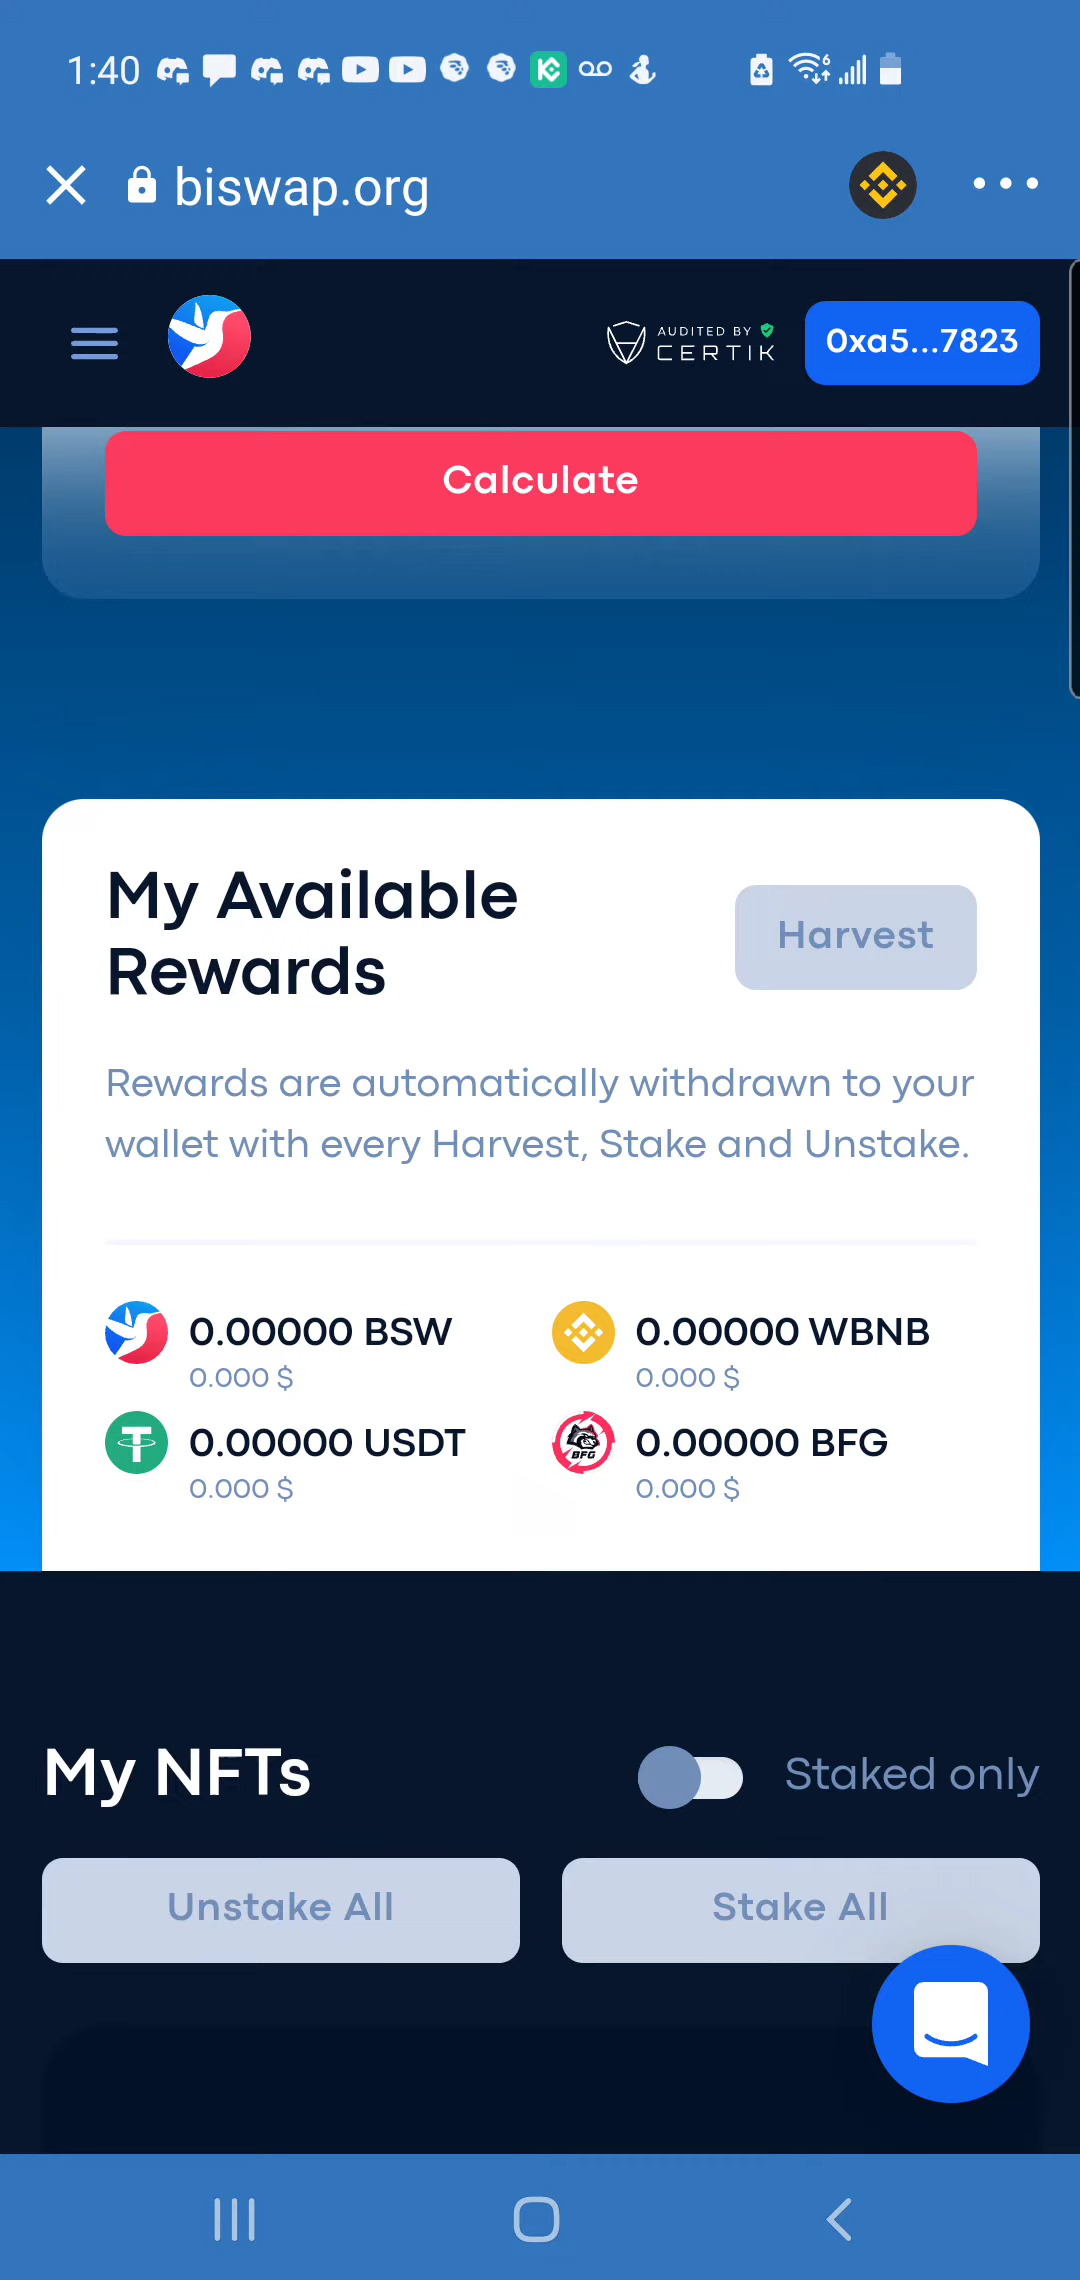 1:40
biswap.org
AUDITED BY
CERTIK
0xa5...7823
Calculate
My Available
Rewards
Harvest
Rewards are automatically withdrawn to your
wallet with every Harvest, Stake and Unstake.
0.00000 BSW
0.000 $
0.00000 WBNB
0.000 $
0.00000 USDT
0.000 $
BFG
0.00000 BFG
0.000 $
My NFTs
Staked only
Unstake All
Stake All